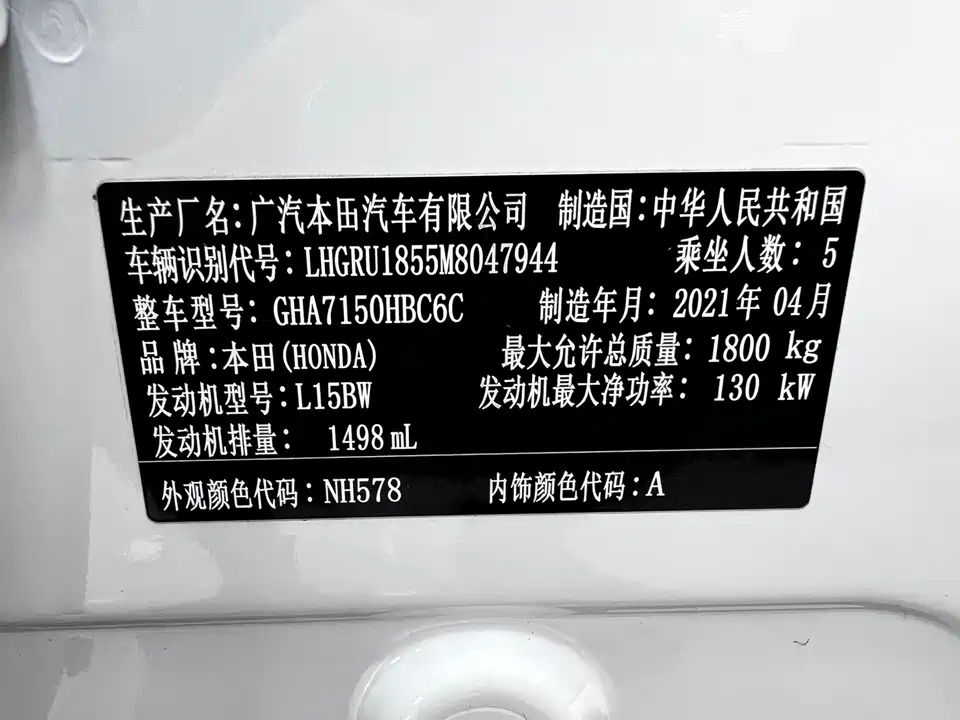 生产厂名:广汽本田汽车有限公司 制造国:中华人民共和国
车辆识别代号:LHGRU1855M8047944 乘坐人数:5
整车型号:GHA7150HBC6C 制造年月:2021年04月
品牌:本田(HONDA) 最大允许总质量:1800 kg
发动机型号:L15BW 发动机最大净功率:130 kW
发动机排量:1498mL
外观颜色代码:NH578 内饰颜色代码:A